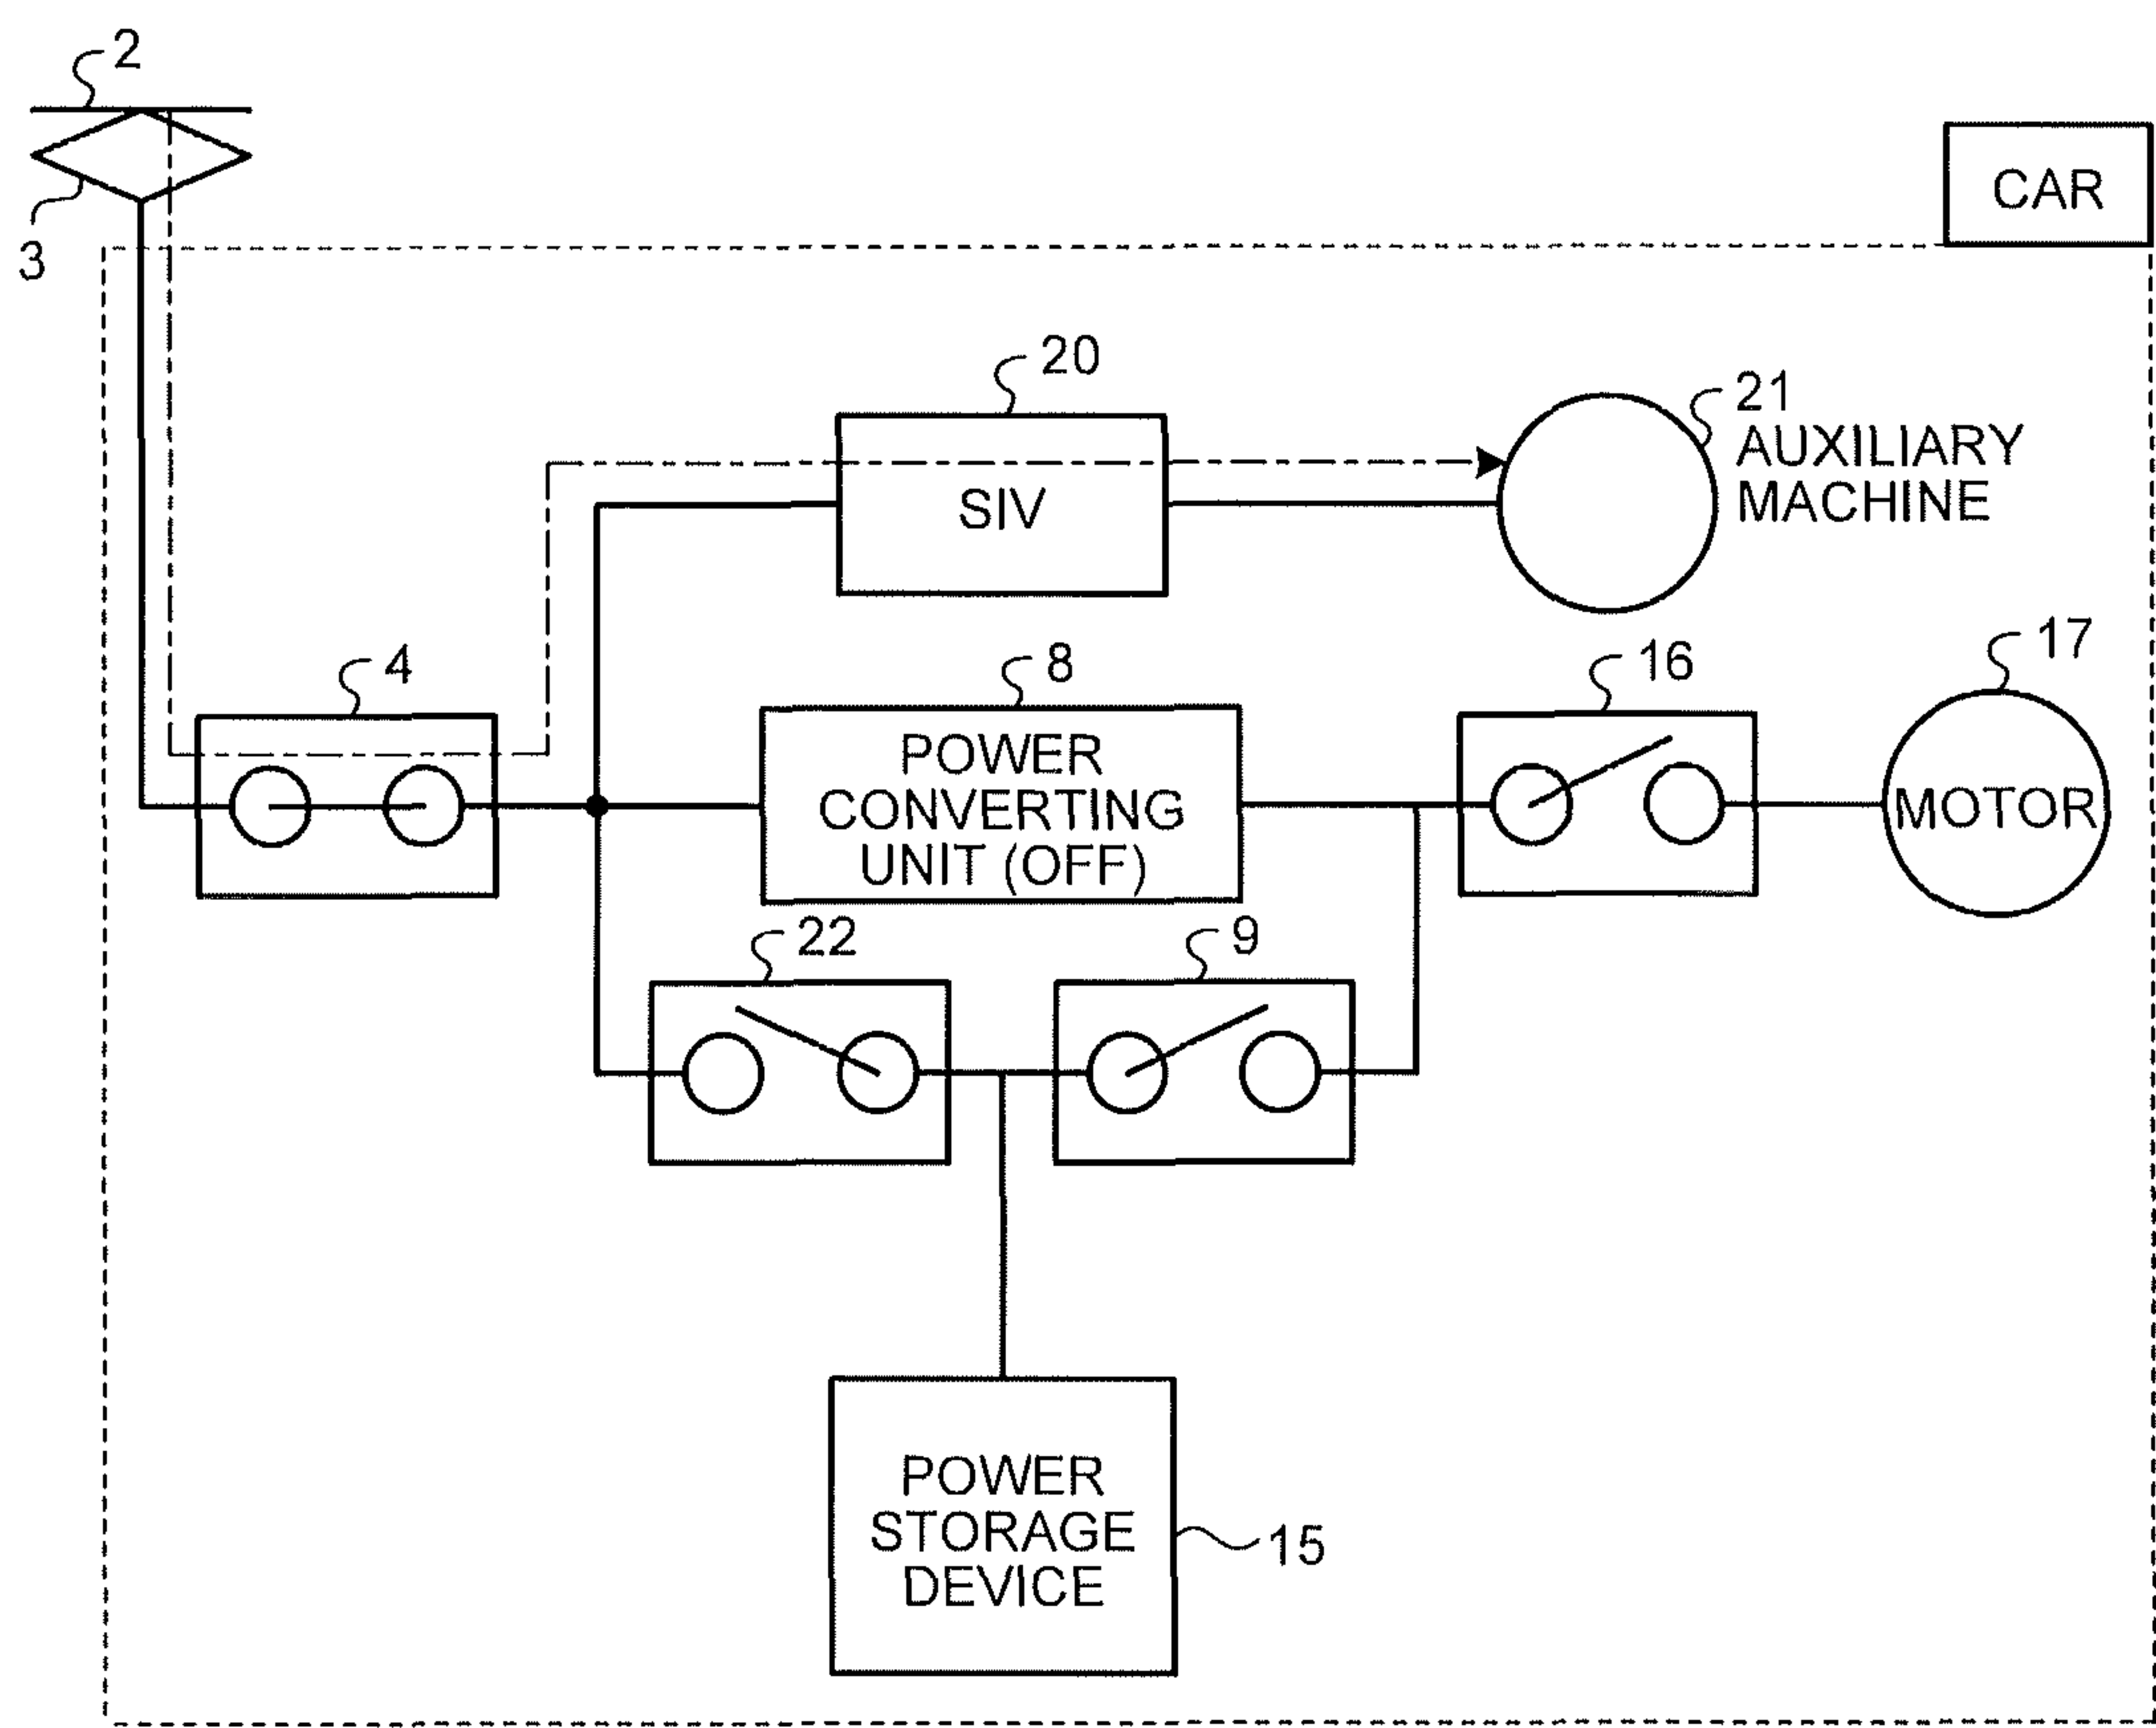 2
3
CAR
20
SIV
21
AUXILIARY
MACHINE
4
8
POWER
CONVERTING
UNIT (OFF)
16
17
MOTOR
22
9
POWER
STORAGE
DEVICE
15